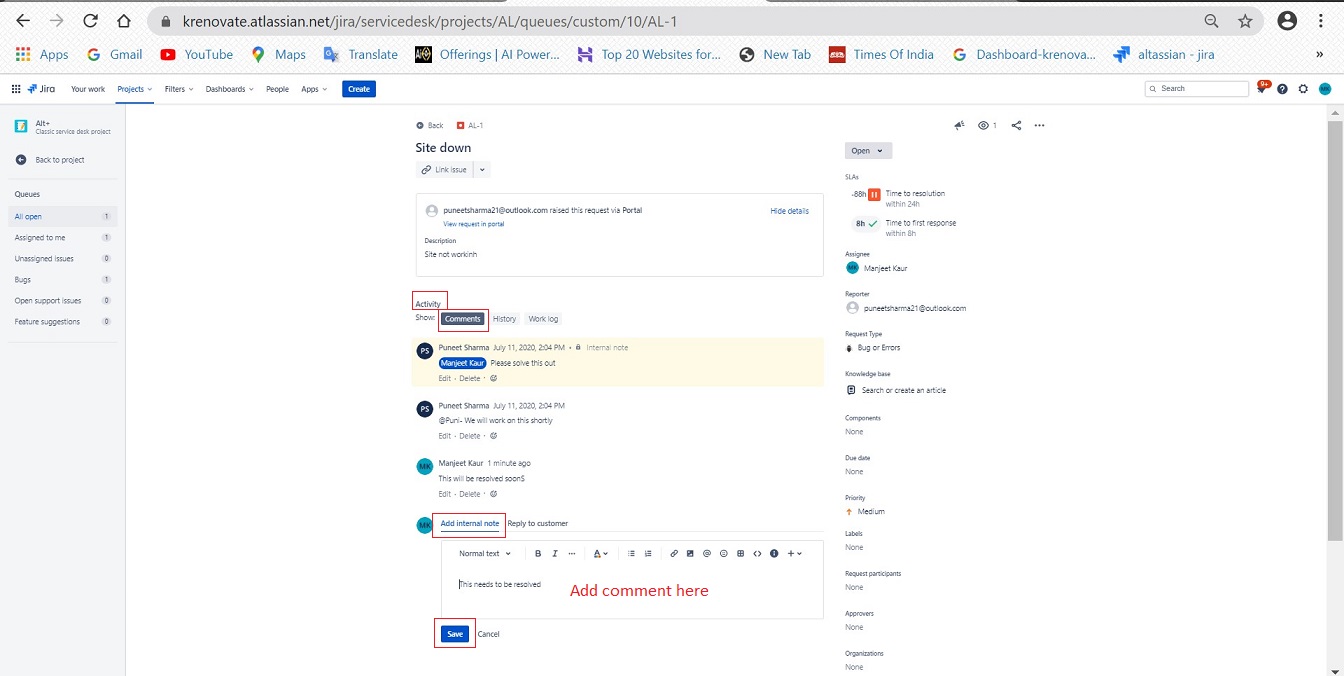 krenovate.atlassian.net/jira/servicedesk/projects/AL/queues/custom/10/AL-1
Apps Gmail YouTube Maps Translate Offerings | AI Power... Top 20 Websites for... New Tab Times Of India Dashboard-krenova... altassian - jira »
Jira Your work Projects Filters Dashboards People Apps Create Search 9+ MK
Alt+
Classic service desk project
Back to project
Queues
All open 1
Assigned to me 1
Unassigned issues 0
Bugs 1
Open support issues 0
Feature suggestions 0
Back AL-1
Site down
Link issue
puneetsharma21@outlook.com raised this request via Portal Hide details
View request in portal
Description
Site not workinh
Activity
Show: Comments History Work log
PS Puneet Sharma July 11, 2020, 2:04 PM • Internal note
Manjeet Kaur Please solve this out
Edit · Delete ·
PS Puneet Sharma July 11, 2020, 2:04 PM
@Puni- We will work on this shortly
Edit · Delete ·
MK Manjeet Kaur 1 minute ago
This will be resolved soon$
Edit · Delete ·
MK Add internal note Reply to customer
Normal text B I ... A
This needs to be resolved
Add comment here
Save Cancel
1
Open
SLAs
-88h Time to resolution
within 24h
8h Time to first response
within 8h
Assignee
MK Manjeet Kaur
Reporter
puneetsharma21@outlook.com
Request Type
Bug or Errors
Knowledge base
Search or create an article
Components
None
Due date
None
Priority
Medium
Labels
None
Request participants
None
Approvers
None
Organizations
None